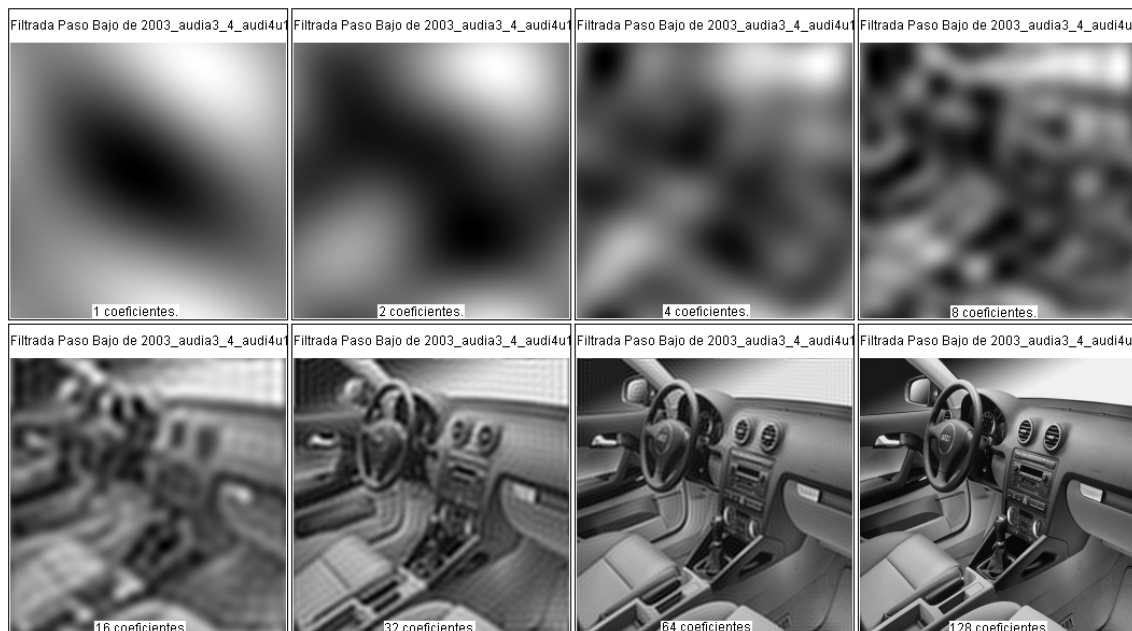 Filtrada Paso Bajo de 2003_audia3_4_audi4u1
Filtrada Paso Bajo de 2003_audia3_4_audi4u1
Filtrada Paso Bajo de 2003_audia3_4_audi4u1
Filtrada Paso Bajo de 2003_audia3_4_audi4u
1 coeficientes.
2 coeficientes.
4 coeficientes.
8 coeficientes.
Filtrada Paso Bajo de 2003_audia3_4_audi4u1
Filtrada Paso Bajo de 2003_audia3_4_audi4u1
Filtrada Paso Bajo de 2003_audia3_4_audi4u1
Filtrada Paso Bajo de 2003_audia3_4_audi4u
16 coeficientes.
32 coeficientes.
64 coeficientes.
128 coeficientes.